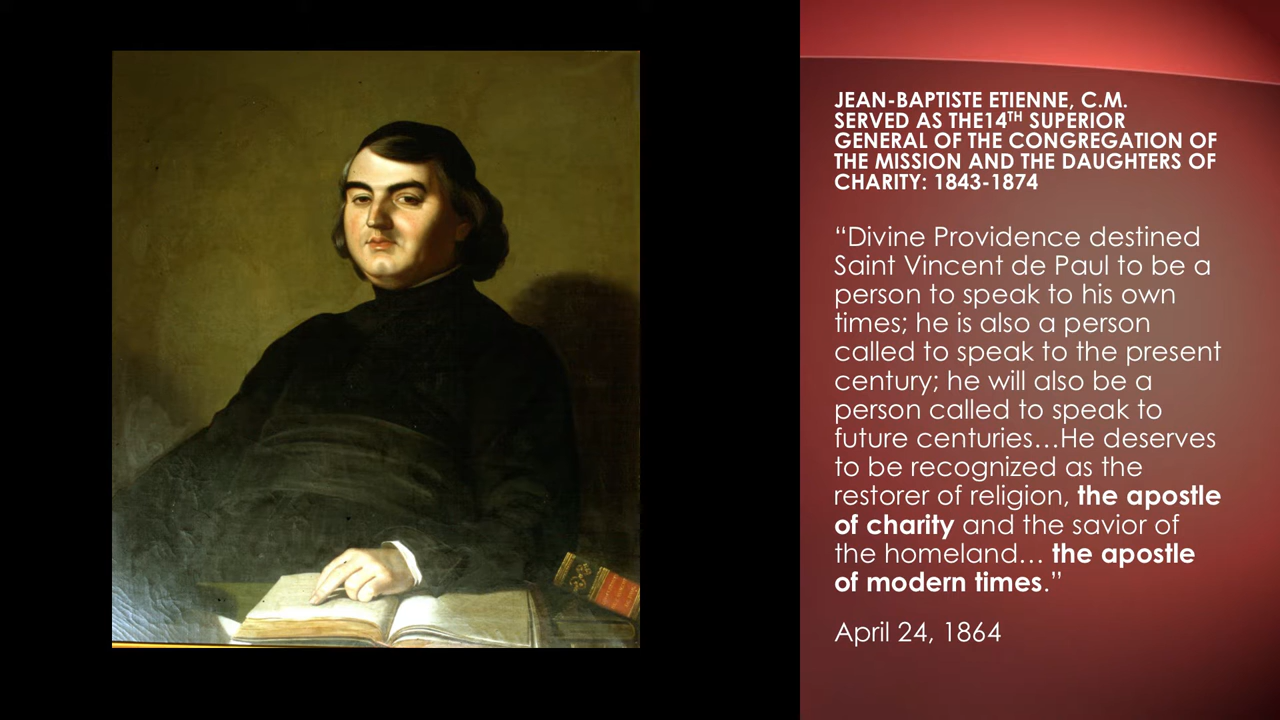 JEAN-BAPTISTE ETIENNE, C.M.
SERVED AS THE14TH SUPERIOR
GENERAL OF THE CONGREGATION OF
THE MISSION AND THE DAUGHTERS OF
CHARITY: 1843-1874
“Divine Providence destined
Saint Vincent de Paul to be a
person to speak to his own
times; he is also a person
called to speak to the present
century; he will also be a
person called to speak to
future centuries…He deserves
to be recognized as the
restorer of religion, the apostle
of charity and the savior of
the homeland… the apostle
of modern times.”
April 24, 1864